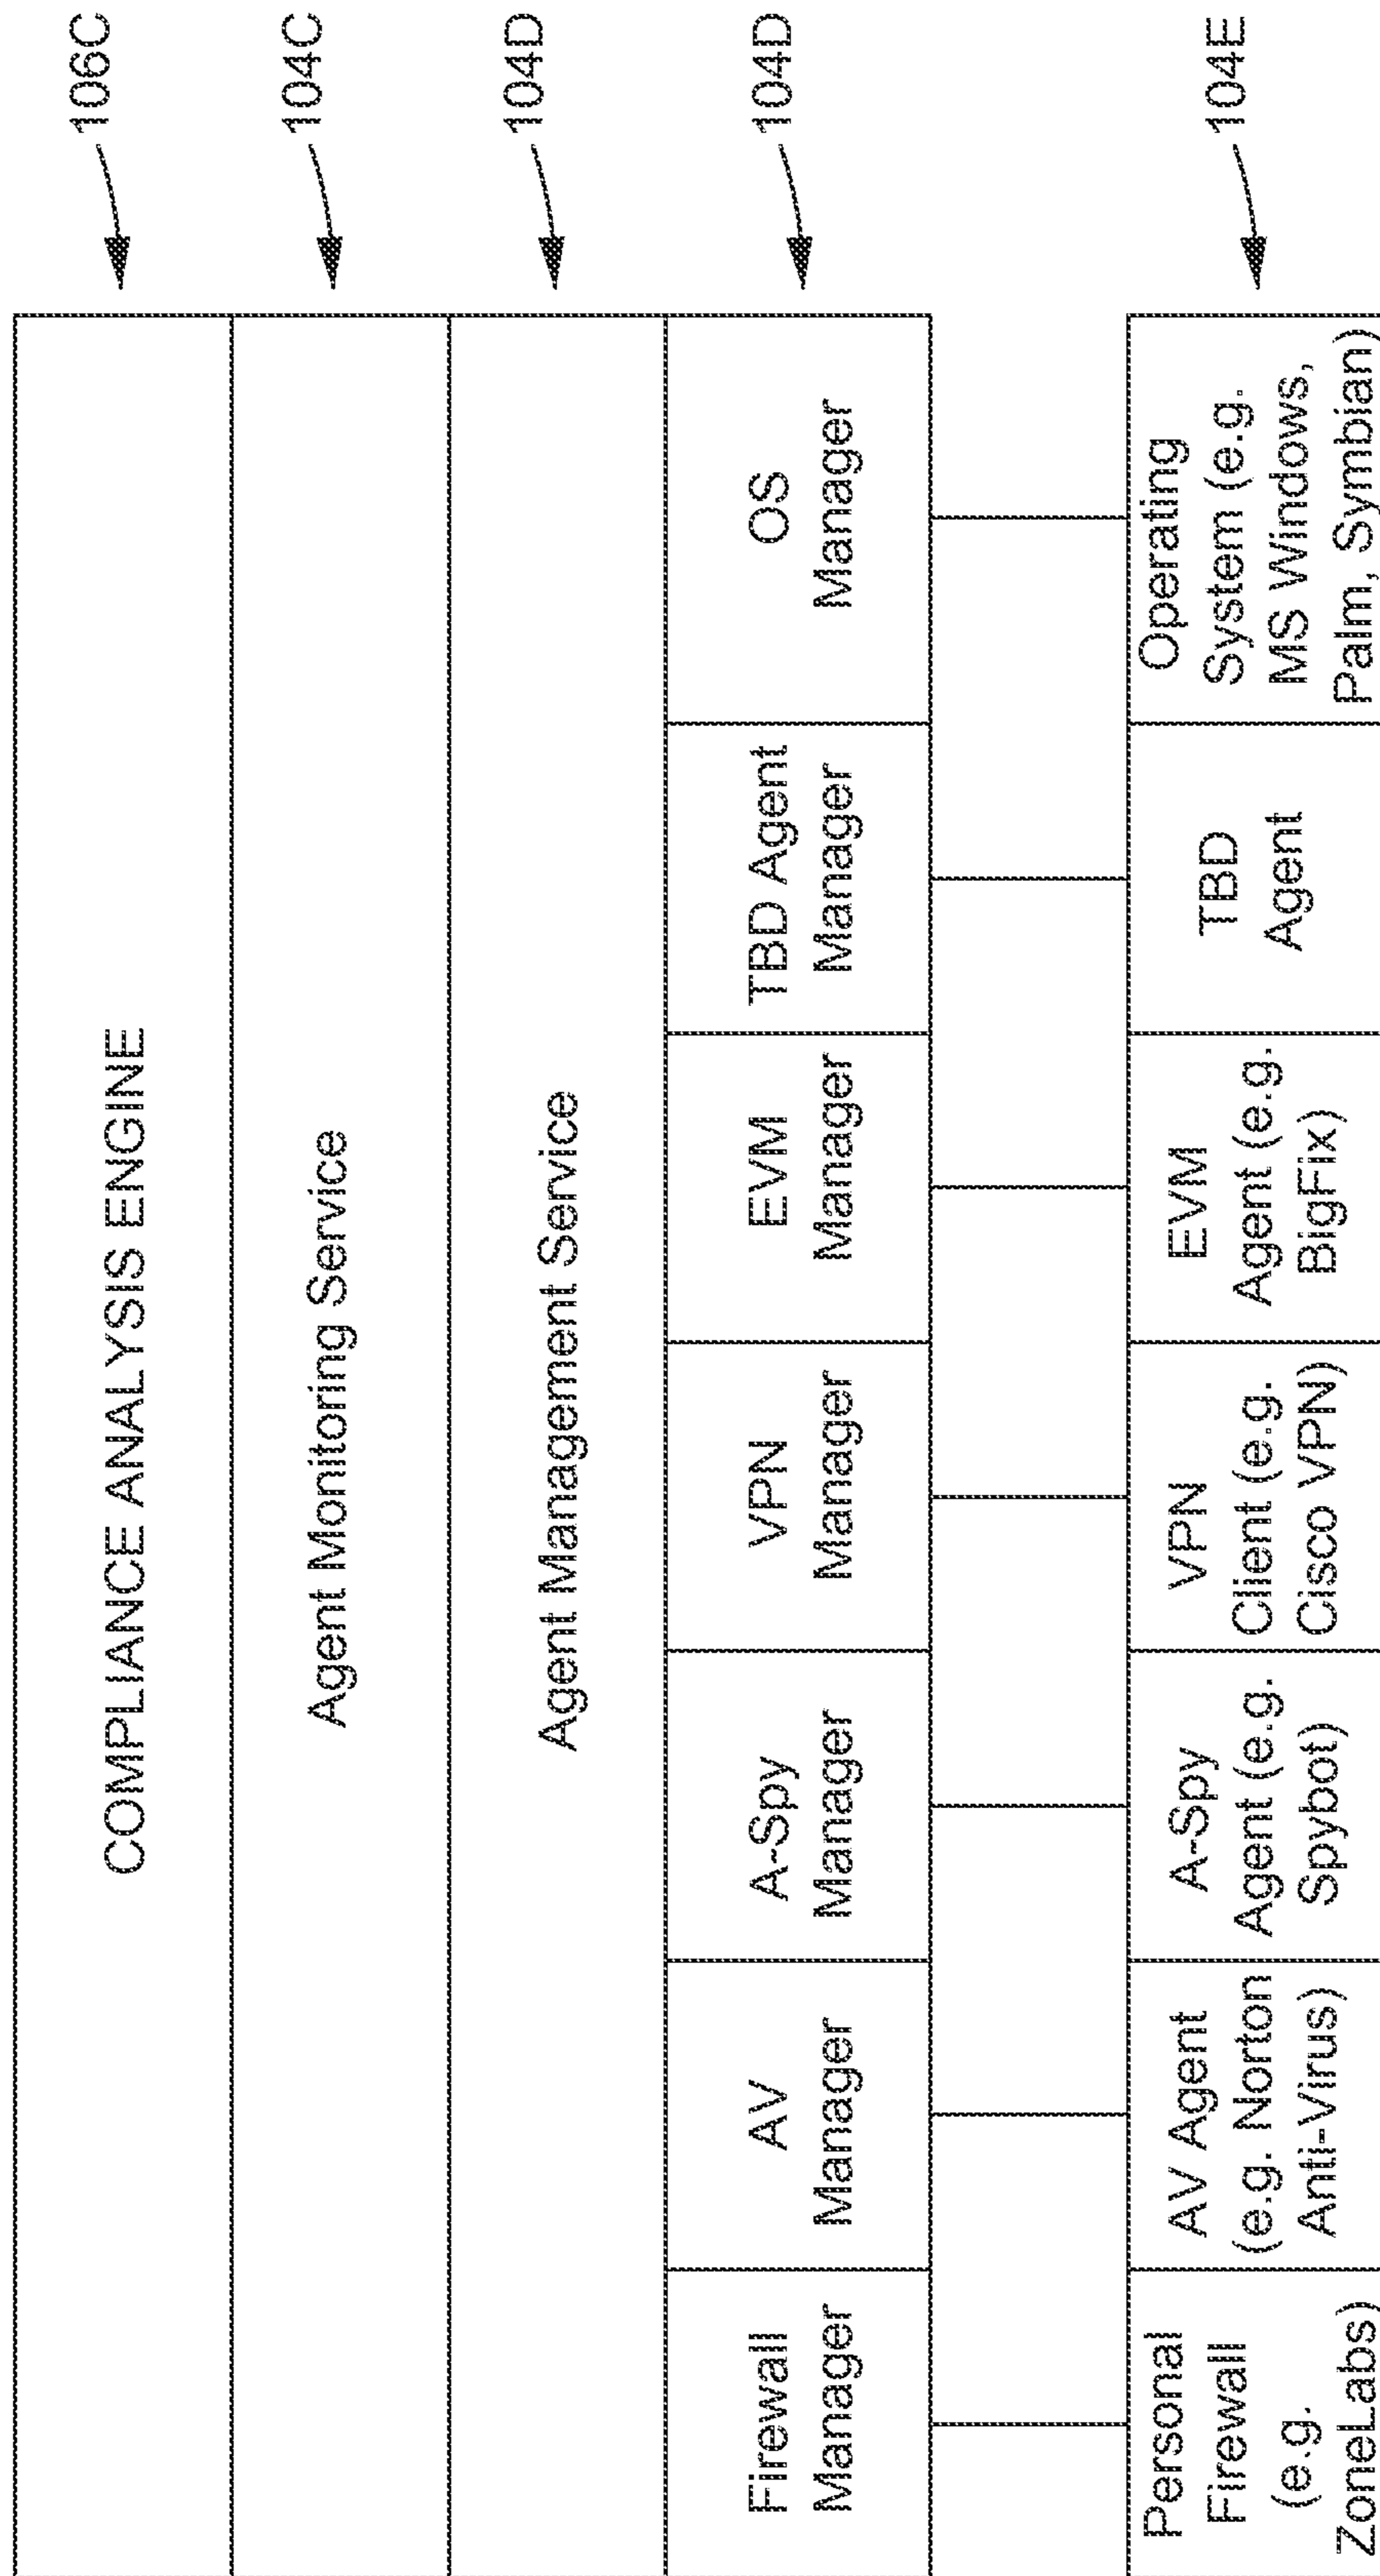 COMPLIANCE ANALYSIS ENGINE
106C
Agent Monitoring Service
104C
Agent Management Service
104D
Firewall
Manager
AV
Manager
A-Spy
Manager
VPN
Manager
EVM
Manager
TBD Agent
Manager
OS
Manager
104D
Personal
Firewall
(e.g.
ZoneLabs)
AV Agent
(e.g. Norton
Anti-Virus)
A-Spy
Agent (e.g.
Spybot)
VPN
Client (e.g.
Cisco VPN)
EVM
Agent (e.g.
BigFix)
TBD
Agent
Operating
System (e.g.
MS Windows,
Palm, Symbian)
104E